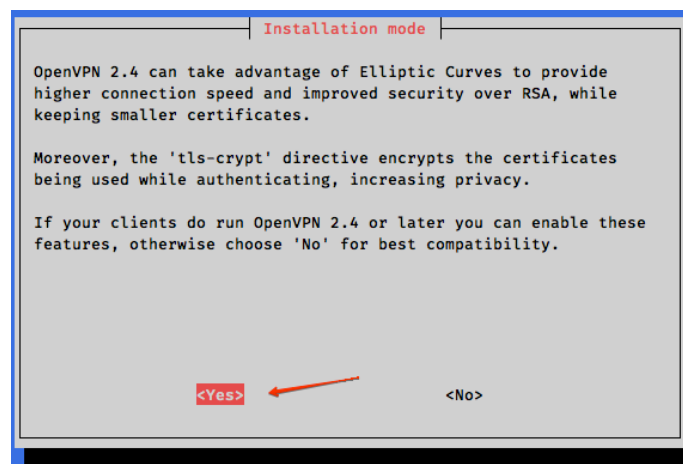 Installation mode
OpenVPN 2.4 can take advantage of Elliptic Curves to provide
higher connection speed and improved security over RSA, while
keeping smaller certificates.
Moreover, the 'tls-crypt' directive encrypts the certificates
being used while authenticating, increasing privacy.
If your clients do run OpenVPN 2.4 or later you can enable these
features, otherwise choose 'No' for best compatibility.
<Yes> <No>